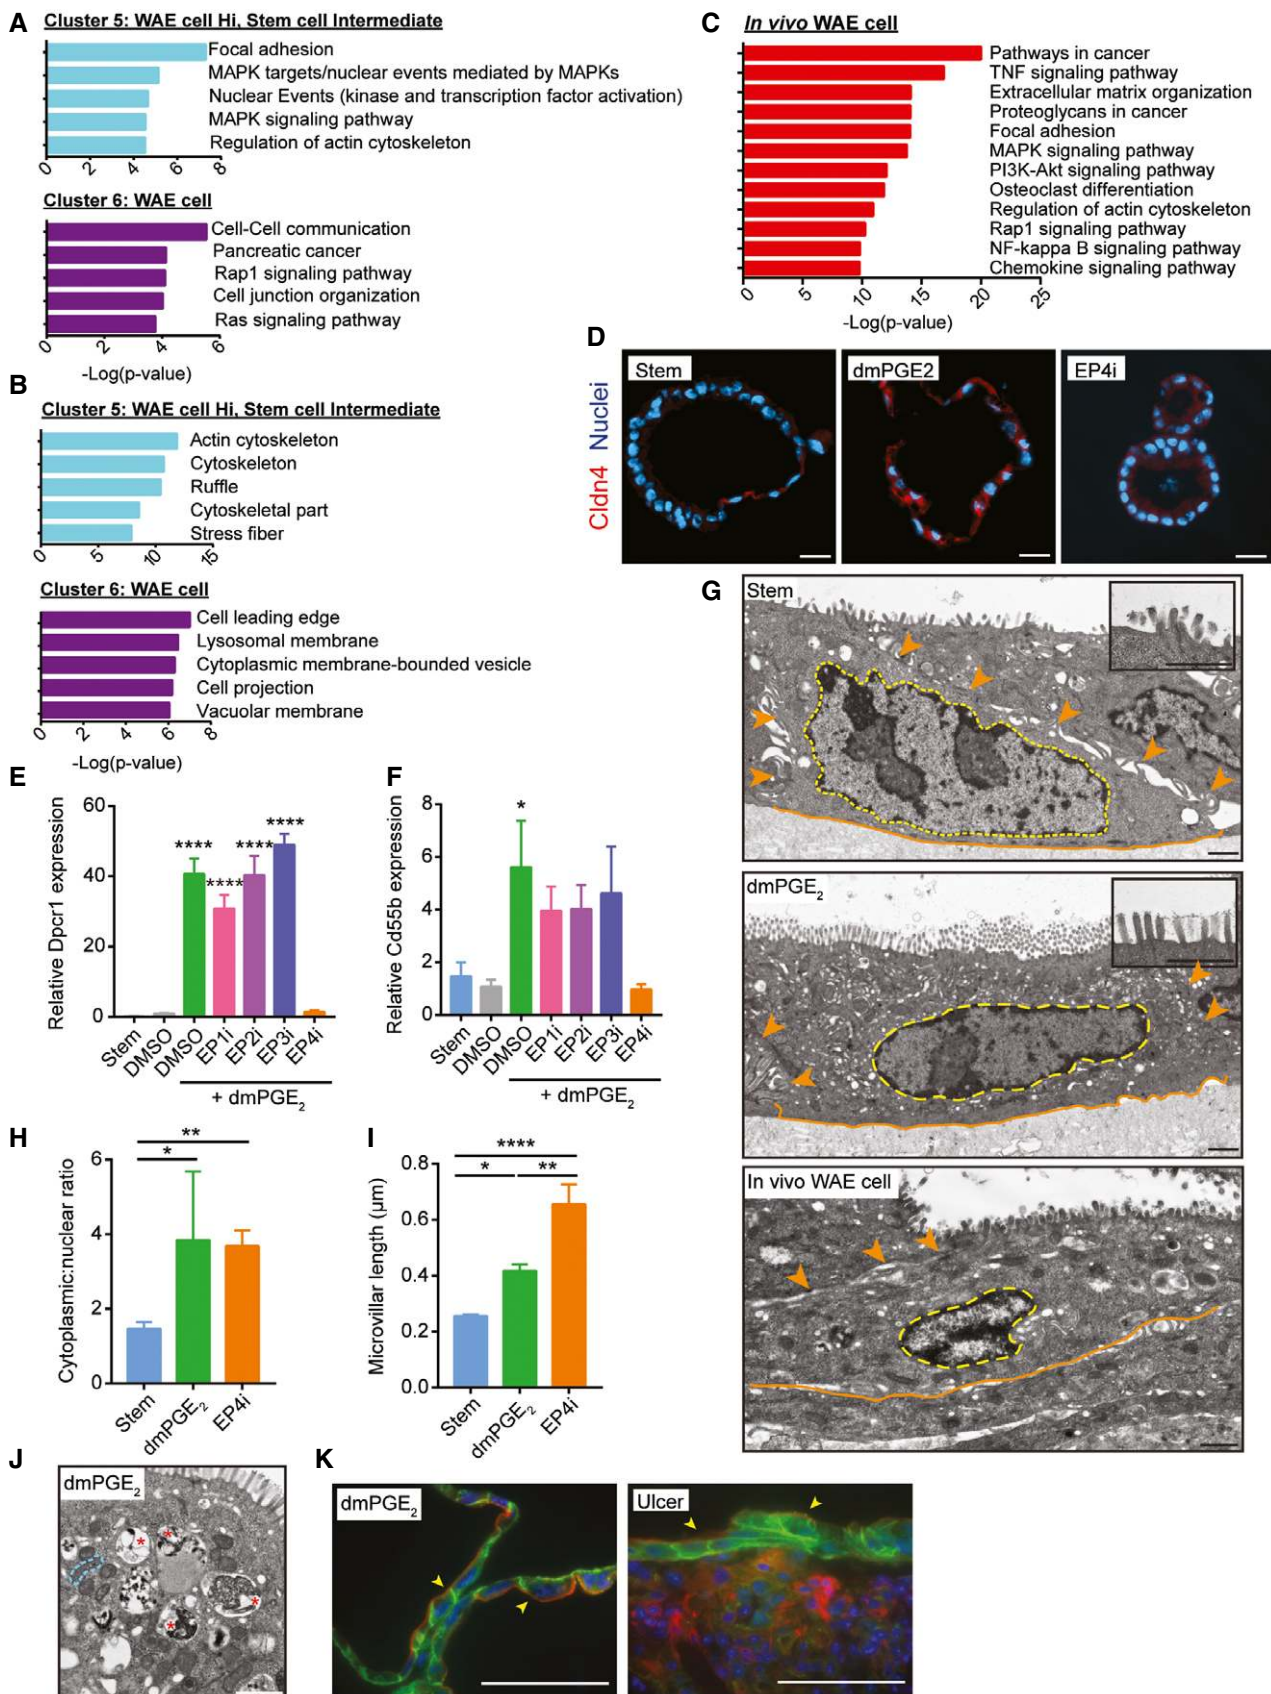 A
Cluster 5: WAE cell Hi, Stem cell Intermediate
Focal adhesion
MAPK targets/nuclear events mediated by MAPKs
Nuclear Events (kinase and transcription factor activation)
MAPK signaling pathway
Regulation of actin cytoskeleton
0 2 4 6 8
Cluster 6: WAE cell
Cell-Cell communication
Pancreatic cancer
Rap1 signaling pathway
Cell junction organization
Ras signaling pathway
0 2 4 6
-Log(p-value)
B
Cluster 5: WAE cell Hi, Stem cell Intermediate
Actin cytoskeleton
Cytoskeleton
Ruffle
Cytoskeletal part
Stress fiber
0 5 10 15
Cluster 6: WAE cell
Cell leading edge
Lysosomal membrane
Cytoplasmic membrane-bounded vesicle
Cell projection
Vacuolar membrane
0 2 4 6 8
-Log(p-value)
C
In vivo WAE cell
Pathways in cancer
TNF signaling pathway
Extracellular matrix organization
Proteoglycans in cancer
Focal adhesion
MAPK signaling pathway
PI3K-Akt signaling pathway
Osteoclast differentiation
Regulation of actin cytoskeleton
Rap1 signaling pathway
NF-kappa B signaling pathway
Chemokine signaling pathway
0 5 10 15 20 25
-Log(p-value)
D
Cldn4 Nuclei
Stem
dmPGE2
EP4i
E
Relative Dpcr1 expression
60
40
20
0
****
****
****
****
Stem DMSO DMSO EP1i EP2i EP3i EP4i
+ dmPGE2
F
Relative Cd55b expression
8
6
4
2
0
*
Stem DMSO DMSO EP1i EP2i EP3i EP4i
+ dmPGE2
G
Stem
dmPGE2
In vivo WAE cell
H
Cytoplasmic:nuclear ratio
6
4
2
0
**
*
Stem dmPGE2 EP4i
I
Microvillar length (µm)
0.8
0.6
0.4
0.2
0.0
****
* **
Stem dmPGE2 EP4i
J
dmPGE2
* *
* *
K
dmPGE2
Ulcer